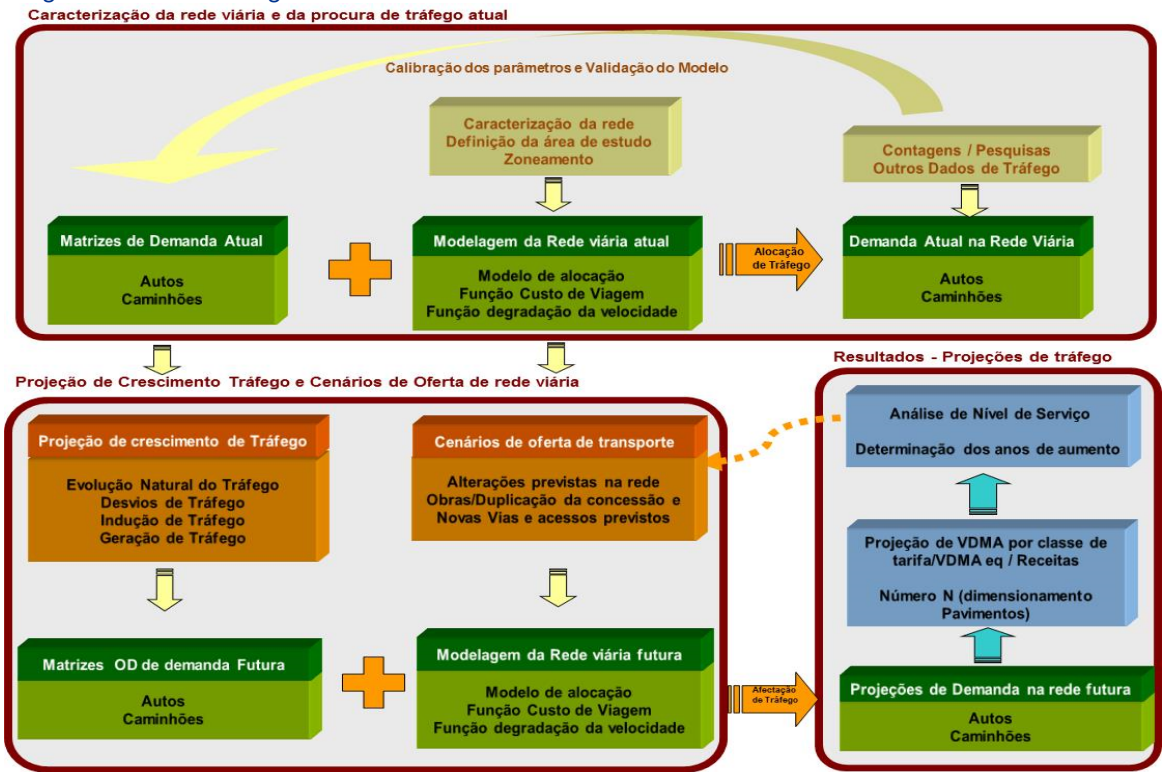 Caracterização da rede viária e da procura de tráfego atual
Calibração dos parâmetros e Validação do Modelo
Caracterização da rede
Definição da área de estudo
Zoneamento
Contagens / Pesquisas
Outros Dados de Tráfego
Matrizes de Demanda Atual
Autos
Caminhões
Modelagem da Rede viária atual
Modelo de alocação
Função Custo de Viagem
Função degradação da velocidade
Alocação
de Tráfego
Demanda Atual na Rede Viária
Autos
Caminhões
Projeção de Crescimento Tráfego e Cenários de Oferta de rede viária
Projeção de crescimento de Tráfego
Evolução Natural do Tráfego
Desvios de Tráfego
Indução de Tráfego
Geração de Tráfego
Cenários de oferta de transporte
Alterações previstas na rede
Obras/Duplicação da concessão e
Novas Vias e acessos previstos
Matrizes OD de demanda Futura
Autos
Caminhões
Modelagem da Rede viária futura
Modelo de alocação
Função Custo de Viagem
Função degradação da velocidade
Afectação
de Tráfego
Resultados - Projeções de tráfego
Análise de Nível de Serviço
Determinação dos anos de aumento
Projeção de VDMA por classe de
tarifa/VDMA eq / Receitas
Número N (dimensionamento
Pavimentos)
Projeções de Demanda na rede futura
Autos
Caminhões